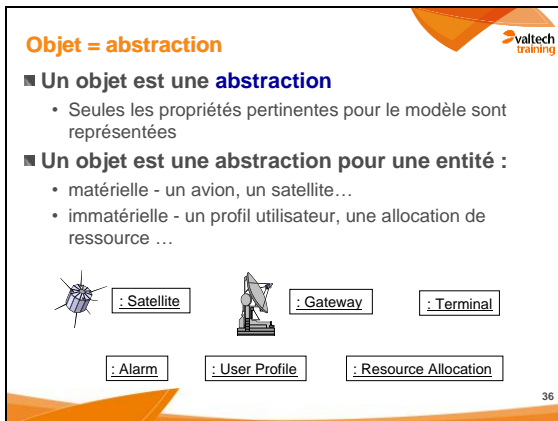 Objet = abstraction
valtech
training
Un objet est une abstraction
• Seules les propriétés pertinentes pour le modèle sont
représentées
Un objet est une abstraction pour une entité :
• matérielle - un avion, un satellite…
• immatérielle - un profil utilisateur, une allocation de
ressource …
: Satellite
: Gateway
: Terminal
: Alarm
: User Profile
: Resource Allocation
36